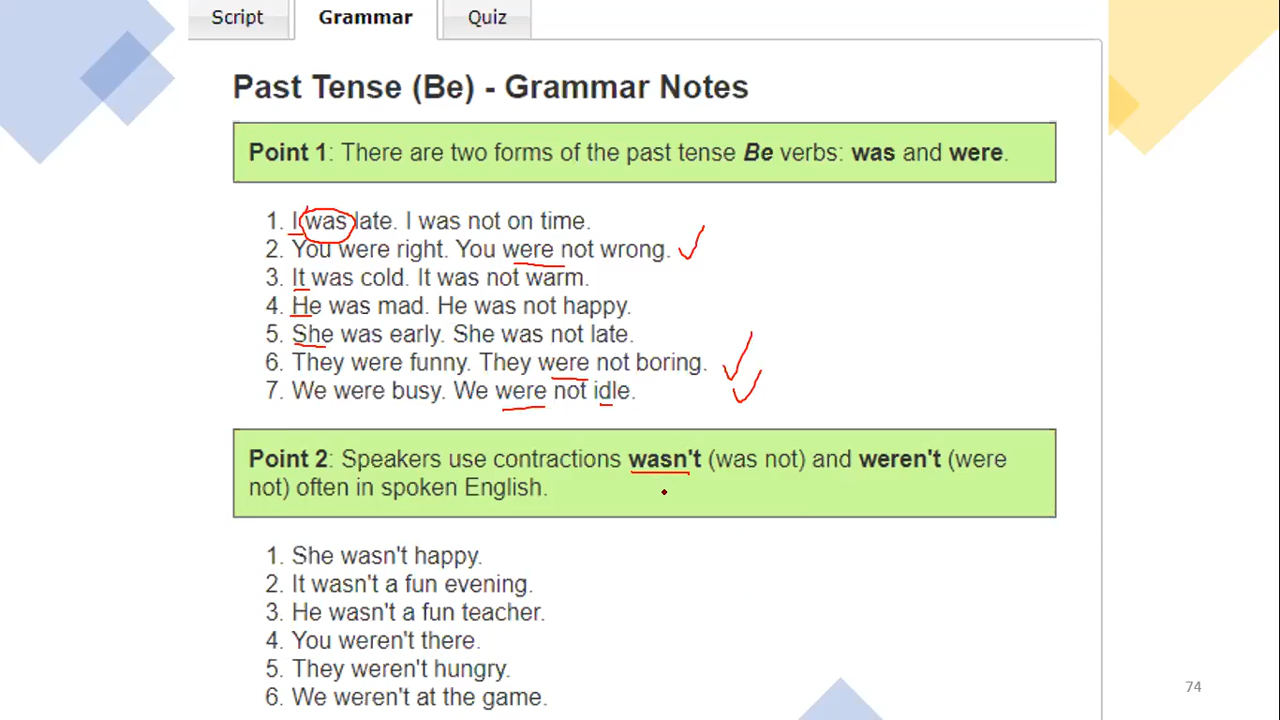 Script Grammar Quiz
Past Tense (Be) - Grammar Notes
Point 1: There are two forms of the past tense Be verbs: was and were.
1. I was late. I was not on time.
2. You were right. You were not wrong.
3. It was cold. It was not warm.
4. He was mad. He was not happy.
5. She was early. She was not late.
6. They were funny. They were not boring.
7. We were busy. We were not idle.
Point 2: Speakers use contractions wasn't (was not) and weren't (were
not) often in spoken English.
1. She wasn't happy.
2. It wasn't a fun evening.
3. He wasn't a fun teacher.
4. You weren't there.
5. They weren't hungry.
6. We weren't at the game.
74